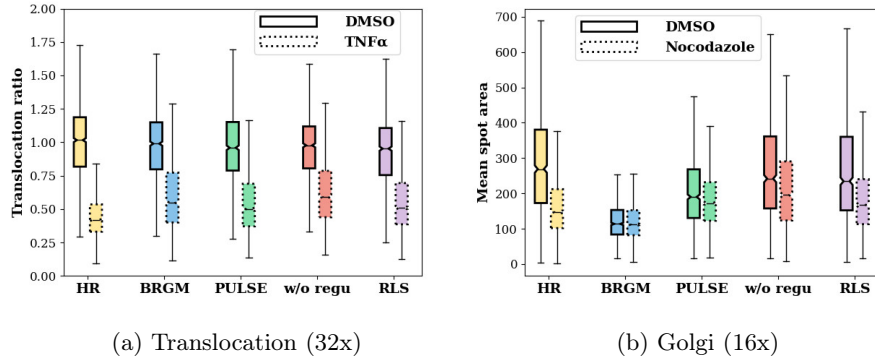 2.00
1.75
1.50
1.25
1.00
0.75
0.50
0.25
0.00
Translocation ratio
DMSO
TNFα
HR BRGM PULSE w/o regu RLS
(a) Translocation (32x)
700
600
500
400
300
200
100
0
Mean spot area
DMSO
Nocodazole
HR BRGM PULSE w/o regu RLS
(b) Golgi (16x)